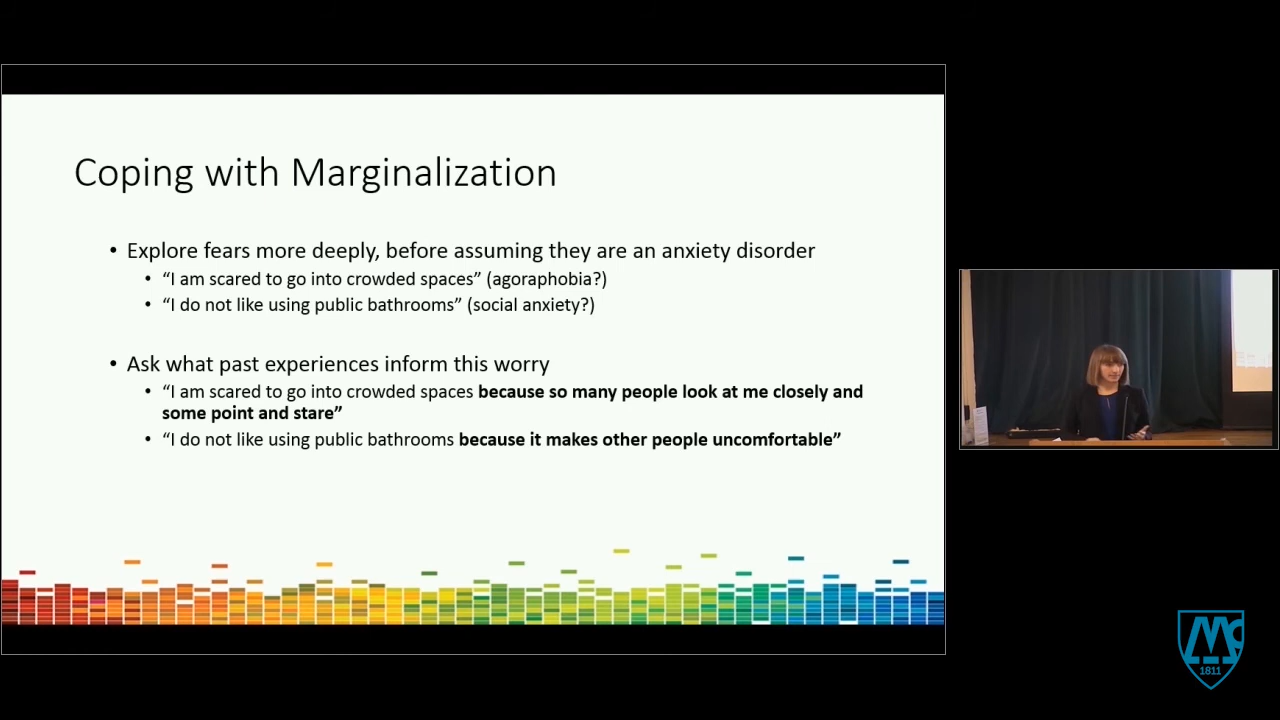 Coping with Marginalization
• Explore fears more deeply, before assuming they are an anxiety disorder
• “I am scared to go into crowded spaces” (agoraphobia?)
• “I do not like using public bathrooms” (social anxiety?)
• Ask what past experiences inform this worry
• “I am scared to go into crowded spaces because so many people look at me closely and
some point and stare”
• “I do not like using public bathrooms because it makes other people uncomfortable”
Mc
1811